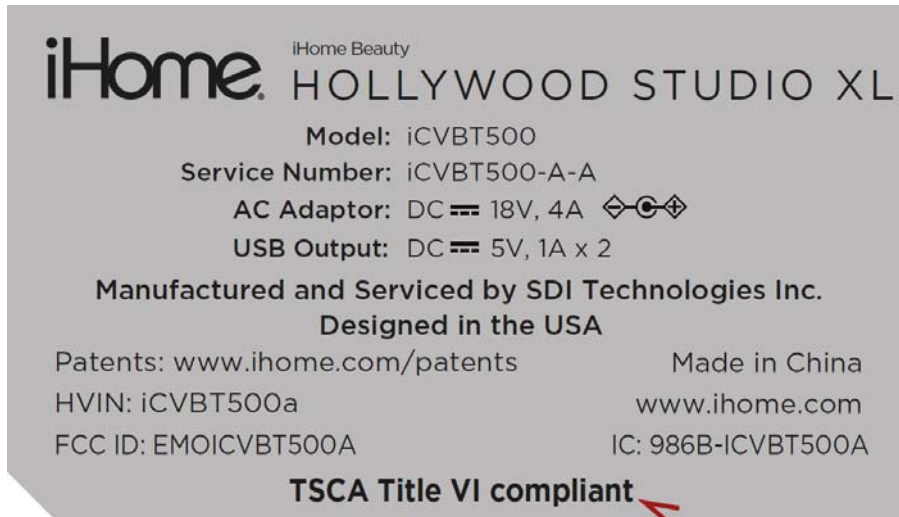 iHome Beauty
iHome. HOLLYWOOD STUDIO XL
Model: iCVBT500
Service Number: iCVBT500-A-A
AC Adaptor: DC 18V, 4A
USB Output: DC 5V, 1A x 2
Manufactured and Serviced by SDI Technologies Inc.
Designed in the USA
Patents: www.ihome.com/patents Made in China
HVIN: iCVBT500a www.ihome.com
FCC ID: EMOICVBT500A IC: 986B-ICVBT500A
TSCA Title VI compliant